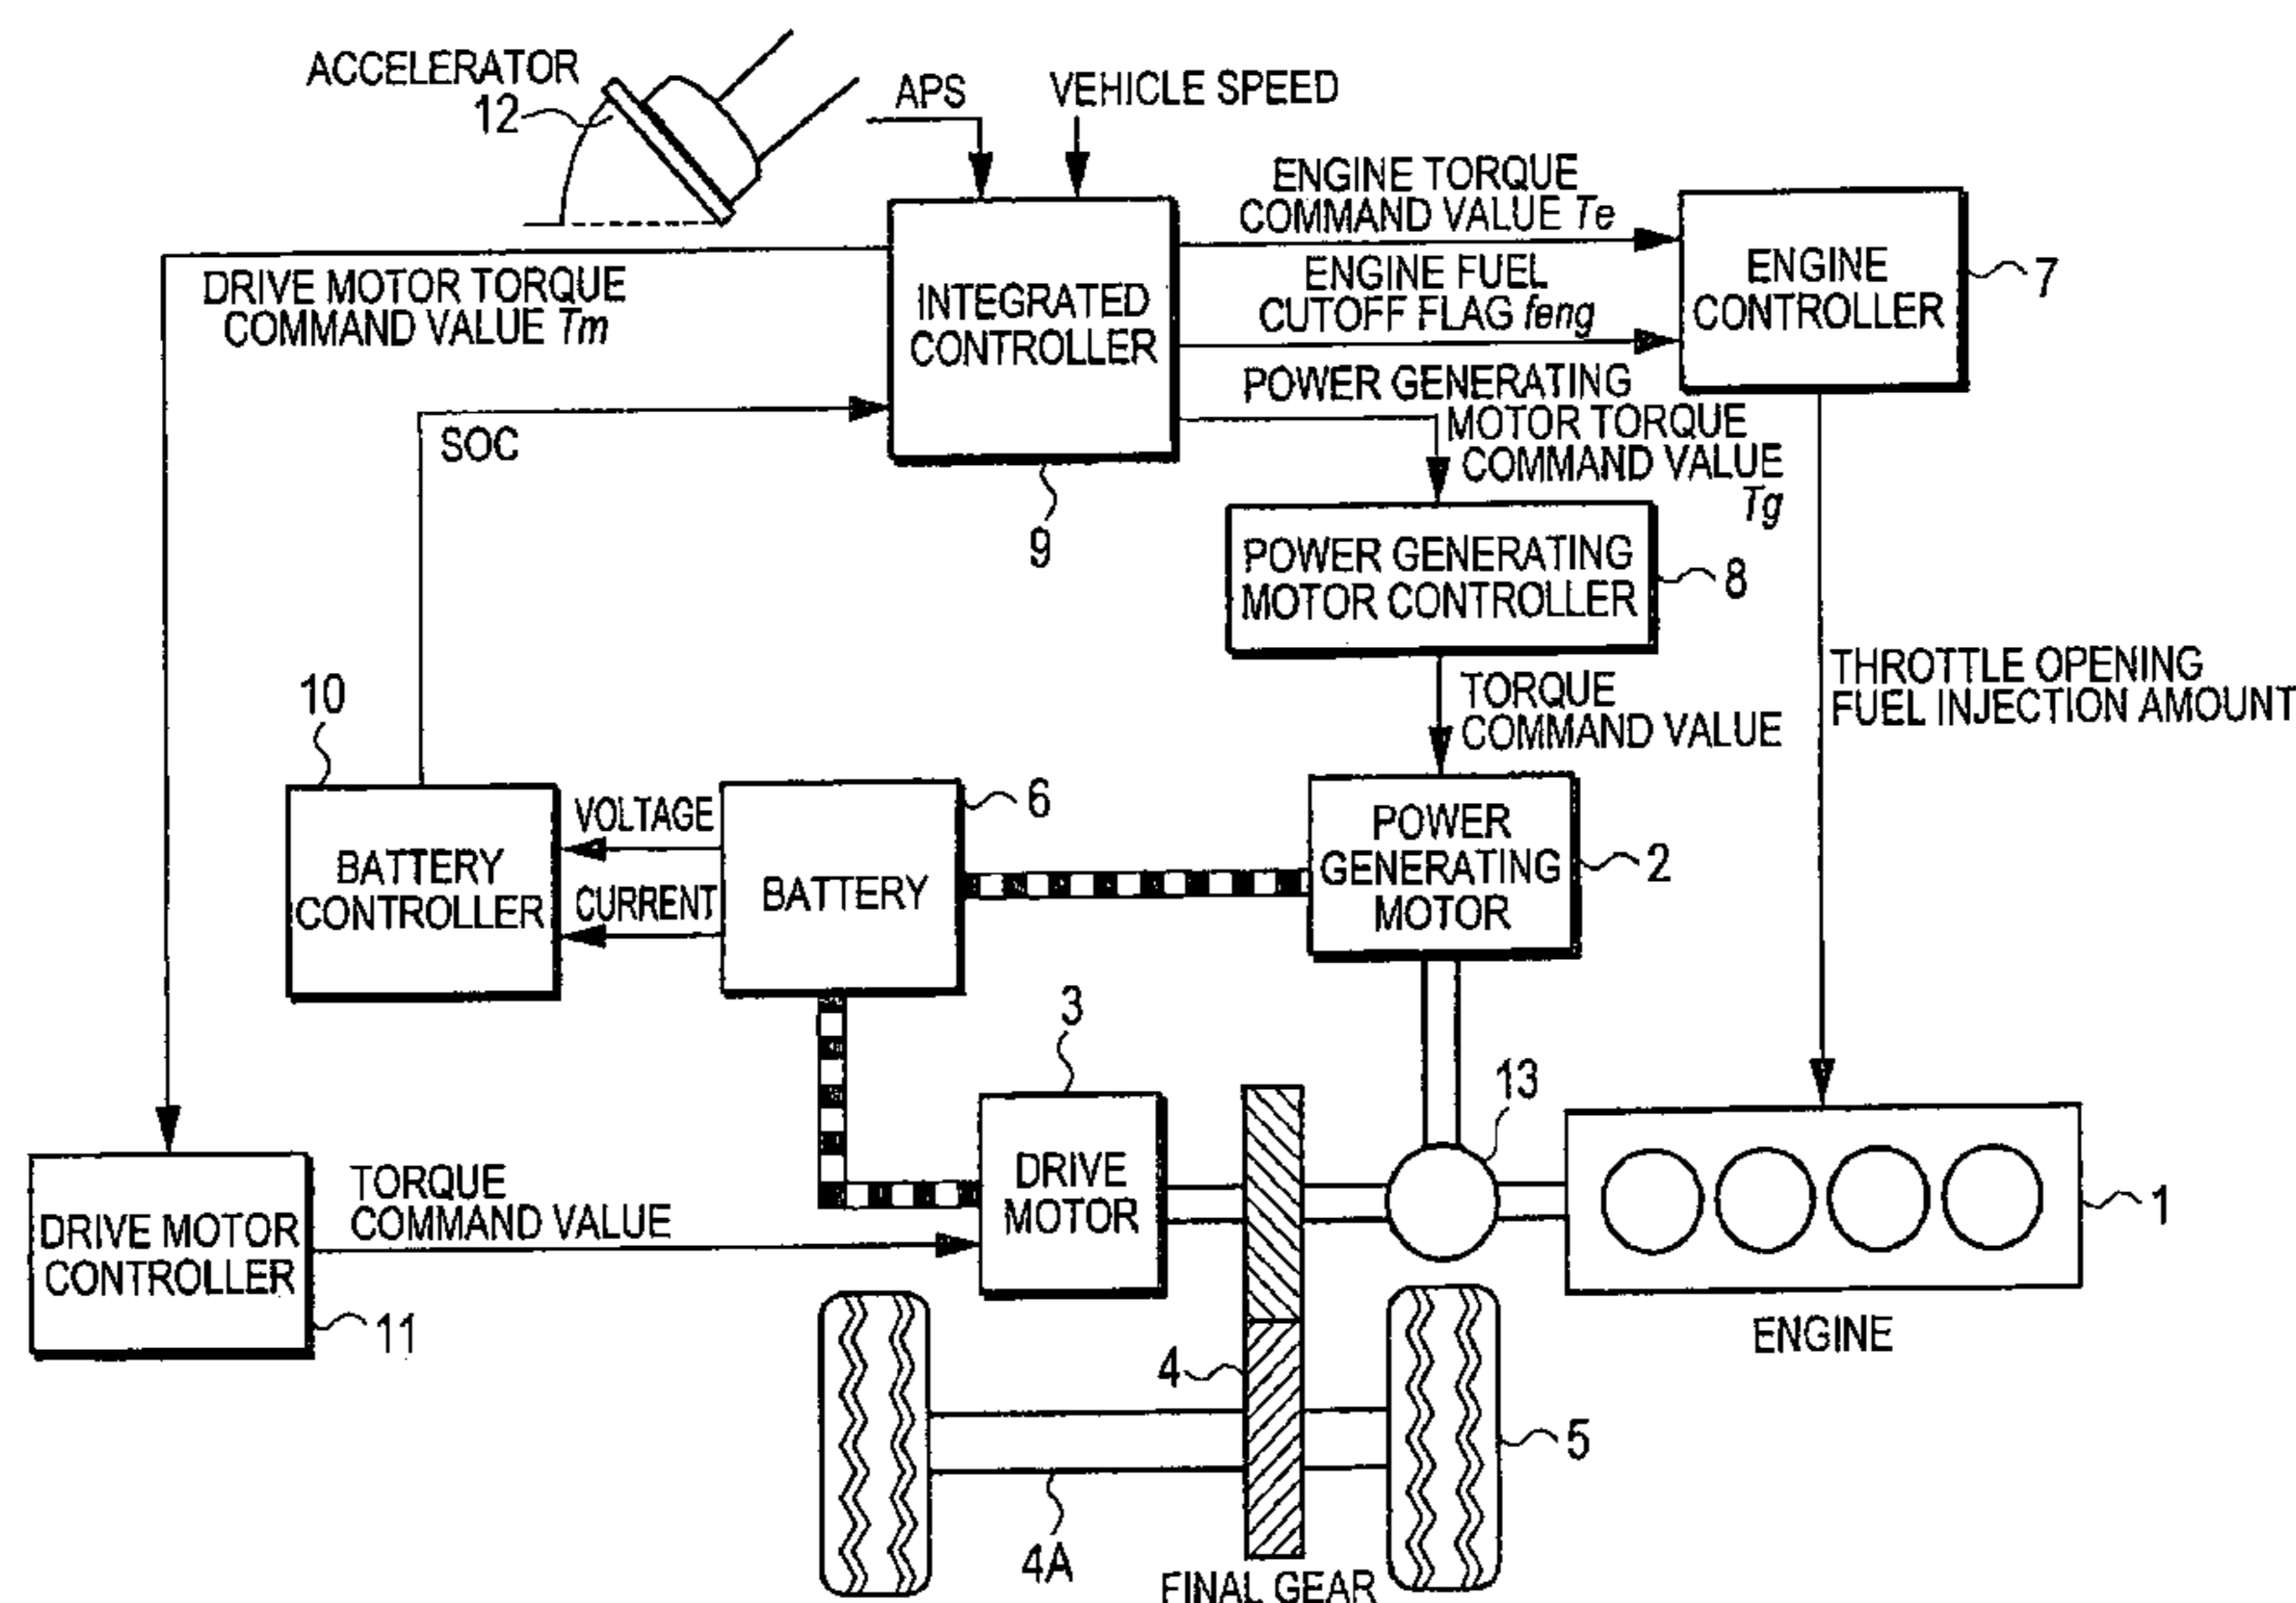 ACCELERATOR
12
APS
VEHICLE SPEED
ENGINE TORQUE
COMMAND VALUE Te
ENGINE FUEL
CUTOFF FLAG feng
ENGINE
CONTROLLER
7
DRIVE MOTOR TORQUE
COMMAND VALUE Tm
INTEGRATED
CONTROLLER
9
SOC
POWER GENERATING
MOTOR TORQUE
COMMAND VALUE
Tg
POWER GENERATING
MOTOR CONTROLLER
8
TORQUE
COMMAND VALUE
THROTTLE OPENING
FUEL INJECTION AMOUNT
10
BATTERY
CONTROLLER
VOLTAGE
CURRENT
BATTERY
6
POWER
GENERATING
MOTOR
2
3
DRIVE
MOTOR
13
1
ENGINE
DRIVE MOTOR
CONTROLLER
11
TORQUE
COMMAND VALUE
4
4A
5
FINAL GEAR